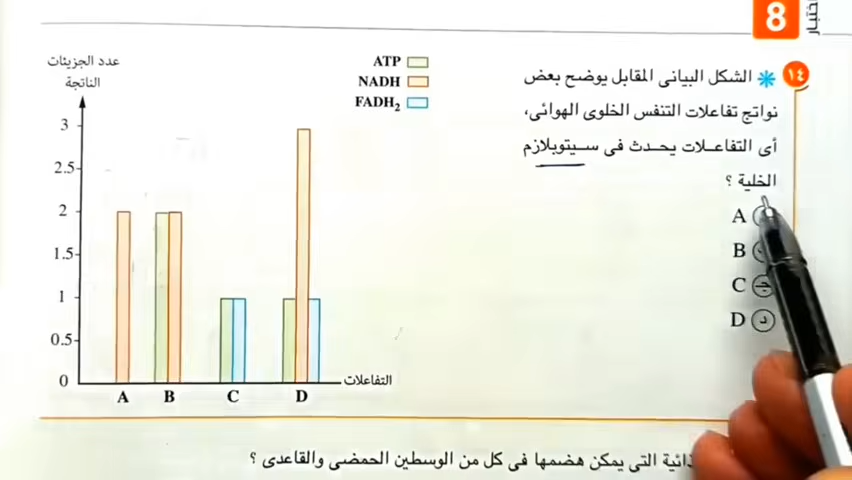 اختبار
8
١٤
الشكل البيانى المقابل يوضح بعض
نواتج تفاعلات التنفس الخلوى الهوائى،
أى التفاعلات يحدث فى سيتوبلازم
الخلية ؟
A
B
ج C
د D
عدد الجزيئات
الناتجة
ATP
NADH
FADH2
3
2.5
2
1.5
1
0.5
0
التفاعلات
A B C D
التى يمكن هضمها فى كل من الوسطين الحمضى والقاعدى ؟